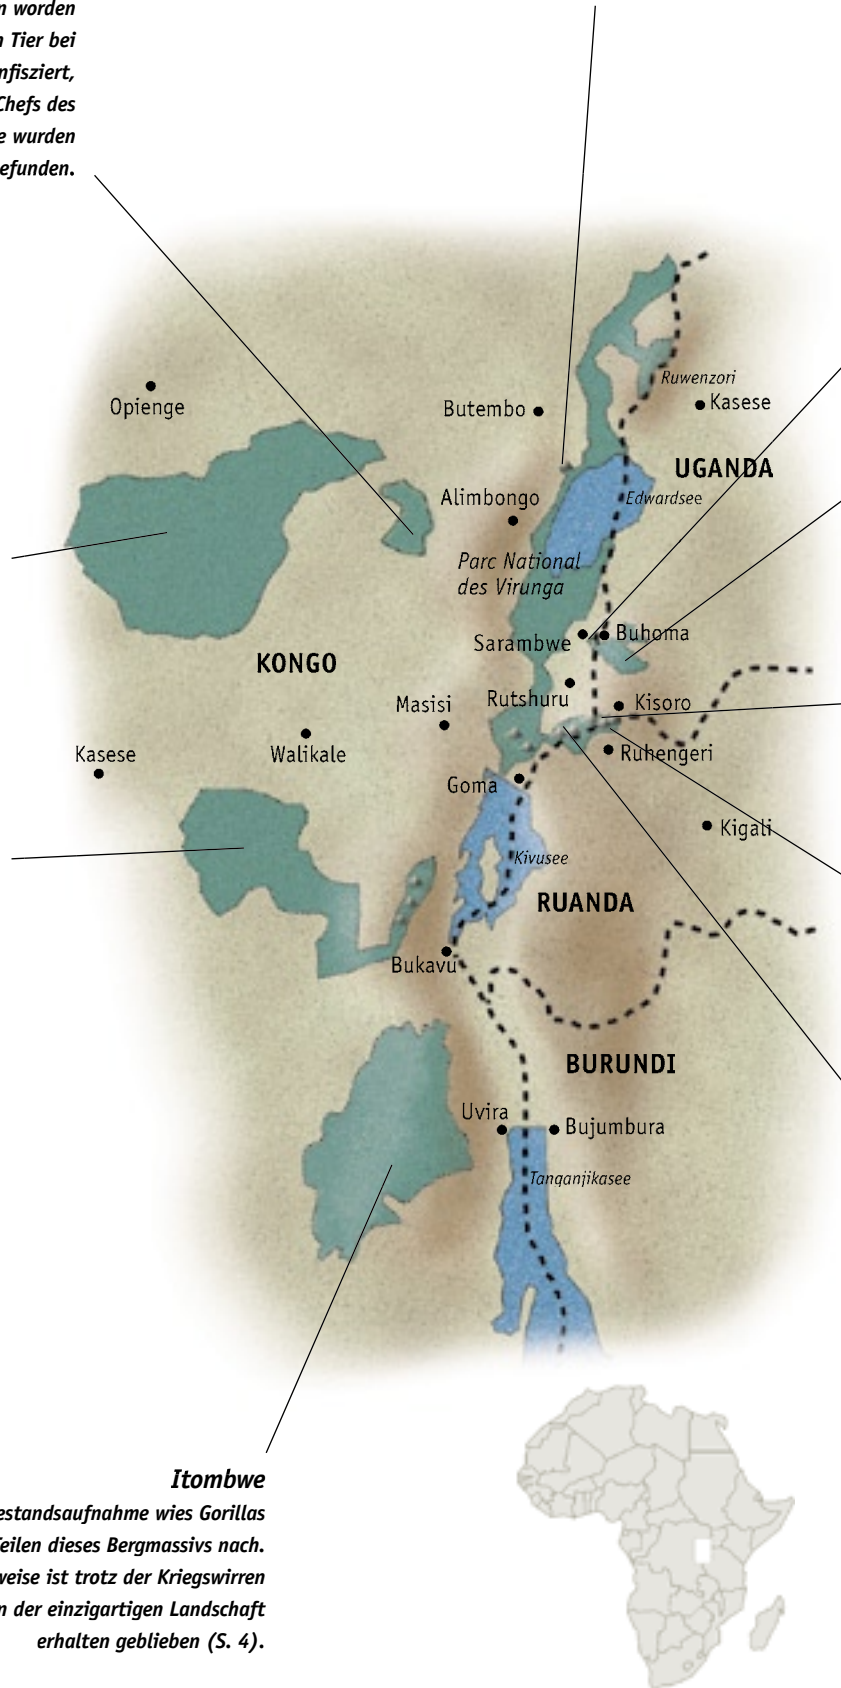 n worden
Tier bei
nfisziert,
Chefs des
e wurden
efunden.
Ruwenzori
Opienge
Butembo
Kasese
UGANDA
Alimbongo
Edwardsee
Parc National
des Virunga
Sarambwe
Buhoma
KONGO
Masisi
Rutshuru
Kisoro
Kasese
Walikale
Ruhengeri
Goma
Kigali
Kivusee
RUANDA
Bukavu
BURUNDI
Uvira
Bujumbura
Tanganjikasee
Itombwe
estandsaufnahme wies Gorillas
eilen dieses Bergmassivs nach.
weise ist trotz der Kriegswirren
n der einzigartigen Landschaft
erhalten geblieben (S. 4).